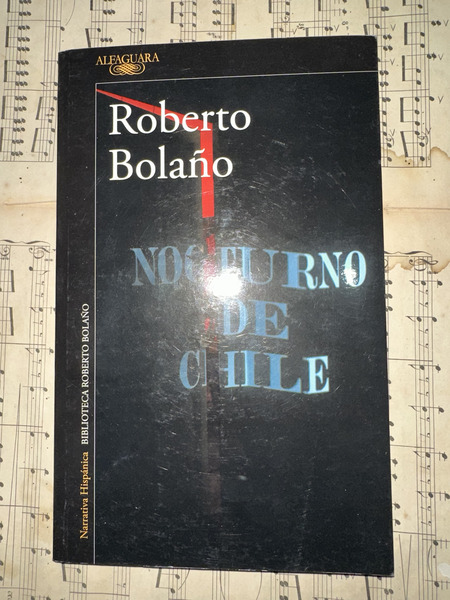 ALFAGUARA
Roberto
Bolaño
NOCTURNO
DE
CHILE
Narrativa Hispánica BIBLIOTECA ROBERTO BOLAÑO